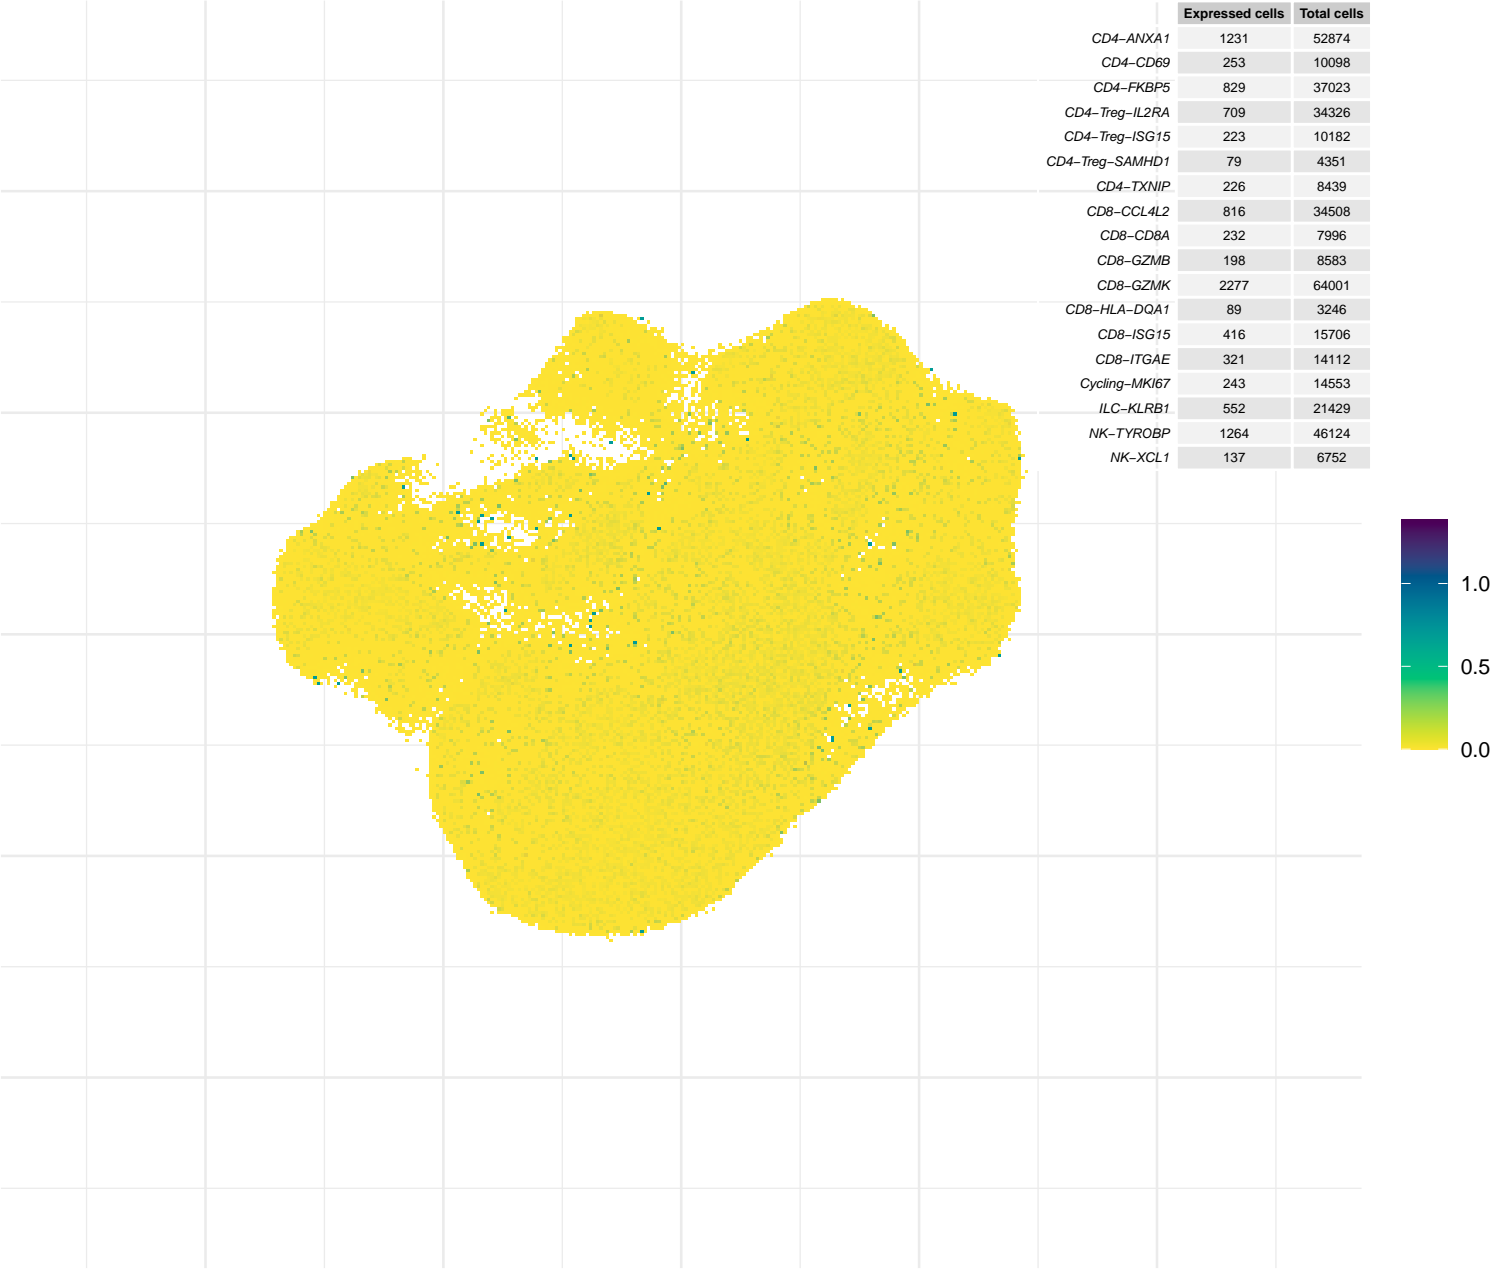 Expressed cells Total cells
CD4−ANXA1 1231 52874
CD4−CD69 253 10098
CD4−FKBP5 829 37023
CD4−Treg−IL2RA 709 34326
CD4−Treg−ISG15 223 10182
CD4−Treg−SAMHD1 79 4351
CD4−TXNIP 226 8439
CD8−CCL4L2 816 34508
CD8−CD8A 232 7996
CD8−GZMB 198 8583
CD8−GZMK 2277 64001
CD8−HLA−DQA1 89 3246
CD8−ISG15 416 15706
CD8−ITGAE 321 14112
Cycling−MKI67 243 14553
ILC−KLRB1 552 21429
NK−TYROBP 1264 46124
NK−XCL1 137 6752
1.0
0.5
0.0